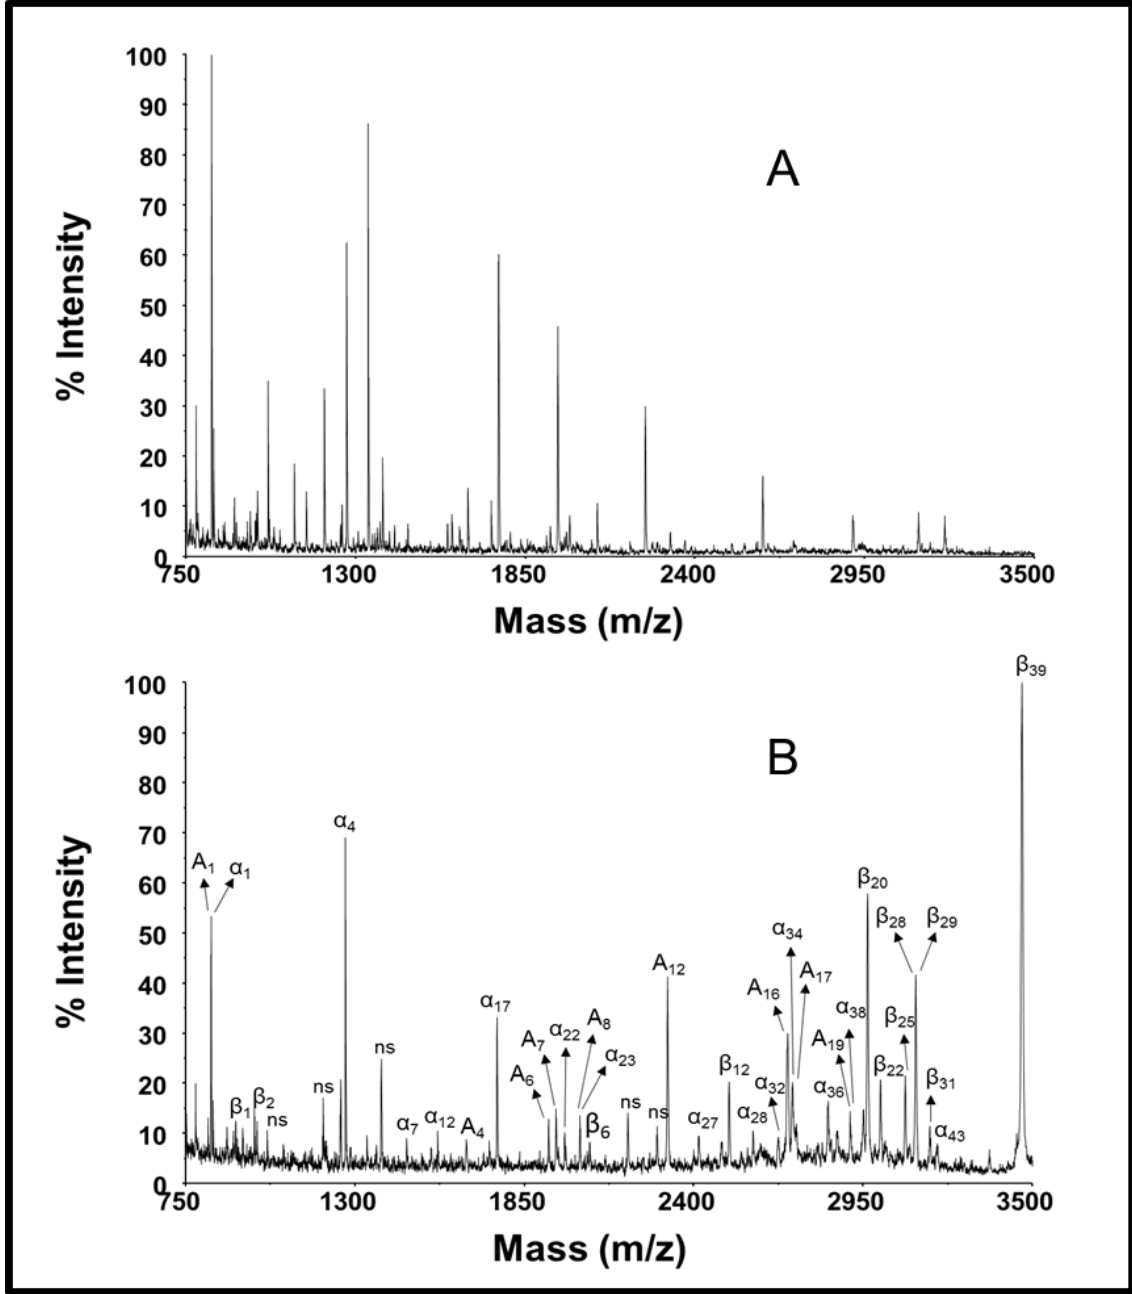 A
% Intensity
100
90
80
70
60
50
40
30
20
10
0
750 1300 1850 2400 2950 3500
Mass (m/z)
B
% Intensity
100
90
80
70
60
50
40
30
20
10
0
A₁ α₁
β₁ β₂ ns
ns
α₄
ns
α₇ α₁₂ A₄
α₁₇
A₆ A₇ α₂₂ A₈ α₂₃
β₆
ns ns
A₁₂
α₂₇ β₁₂ α₂₈ α₃₂
A₁₆ α₃₄ A₁₇
α₃₆ A₁₉ α₃₈
β₂₀
β₂₂ β₂₅
β₂₈ β₂₉
β₃₁ α₄₃
β₃₉
750 1300 1850 2400 2950 3500
Mass (m/z)